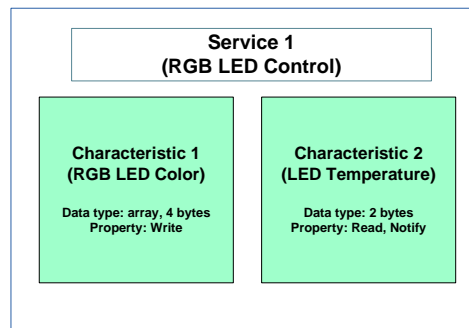 Service 1
(RGB LED Control)
Characteristic 1
(RGB LED Color)
Data type: array, 4 bytes
Property: Write
Characteristic 2
(LED Temperature)
Data type: 2 bytes
Property: Read, Notify